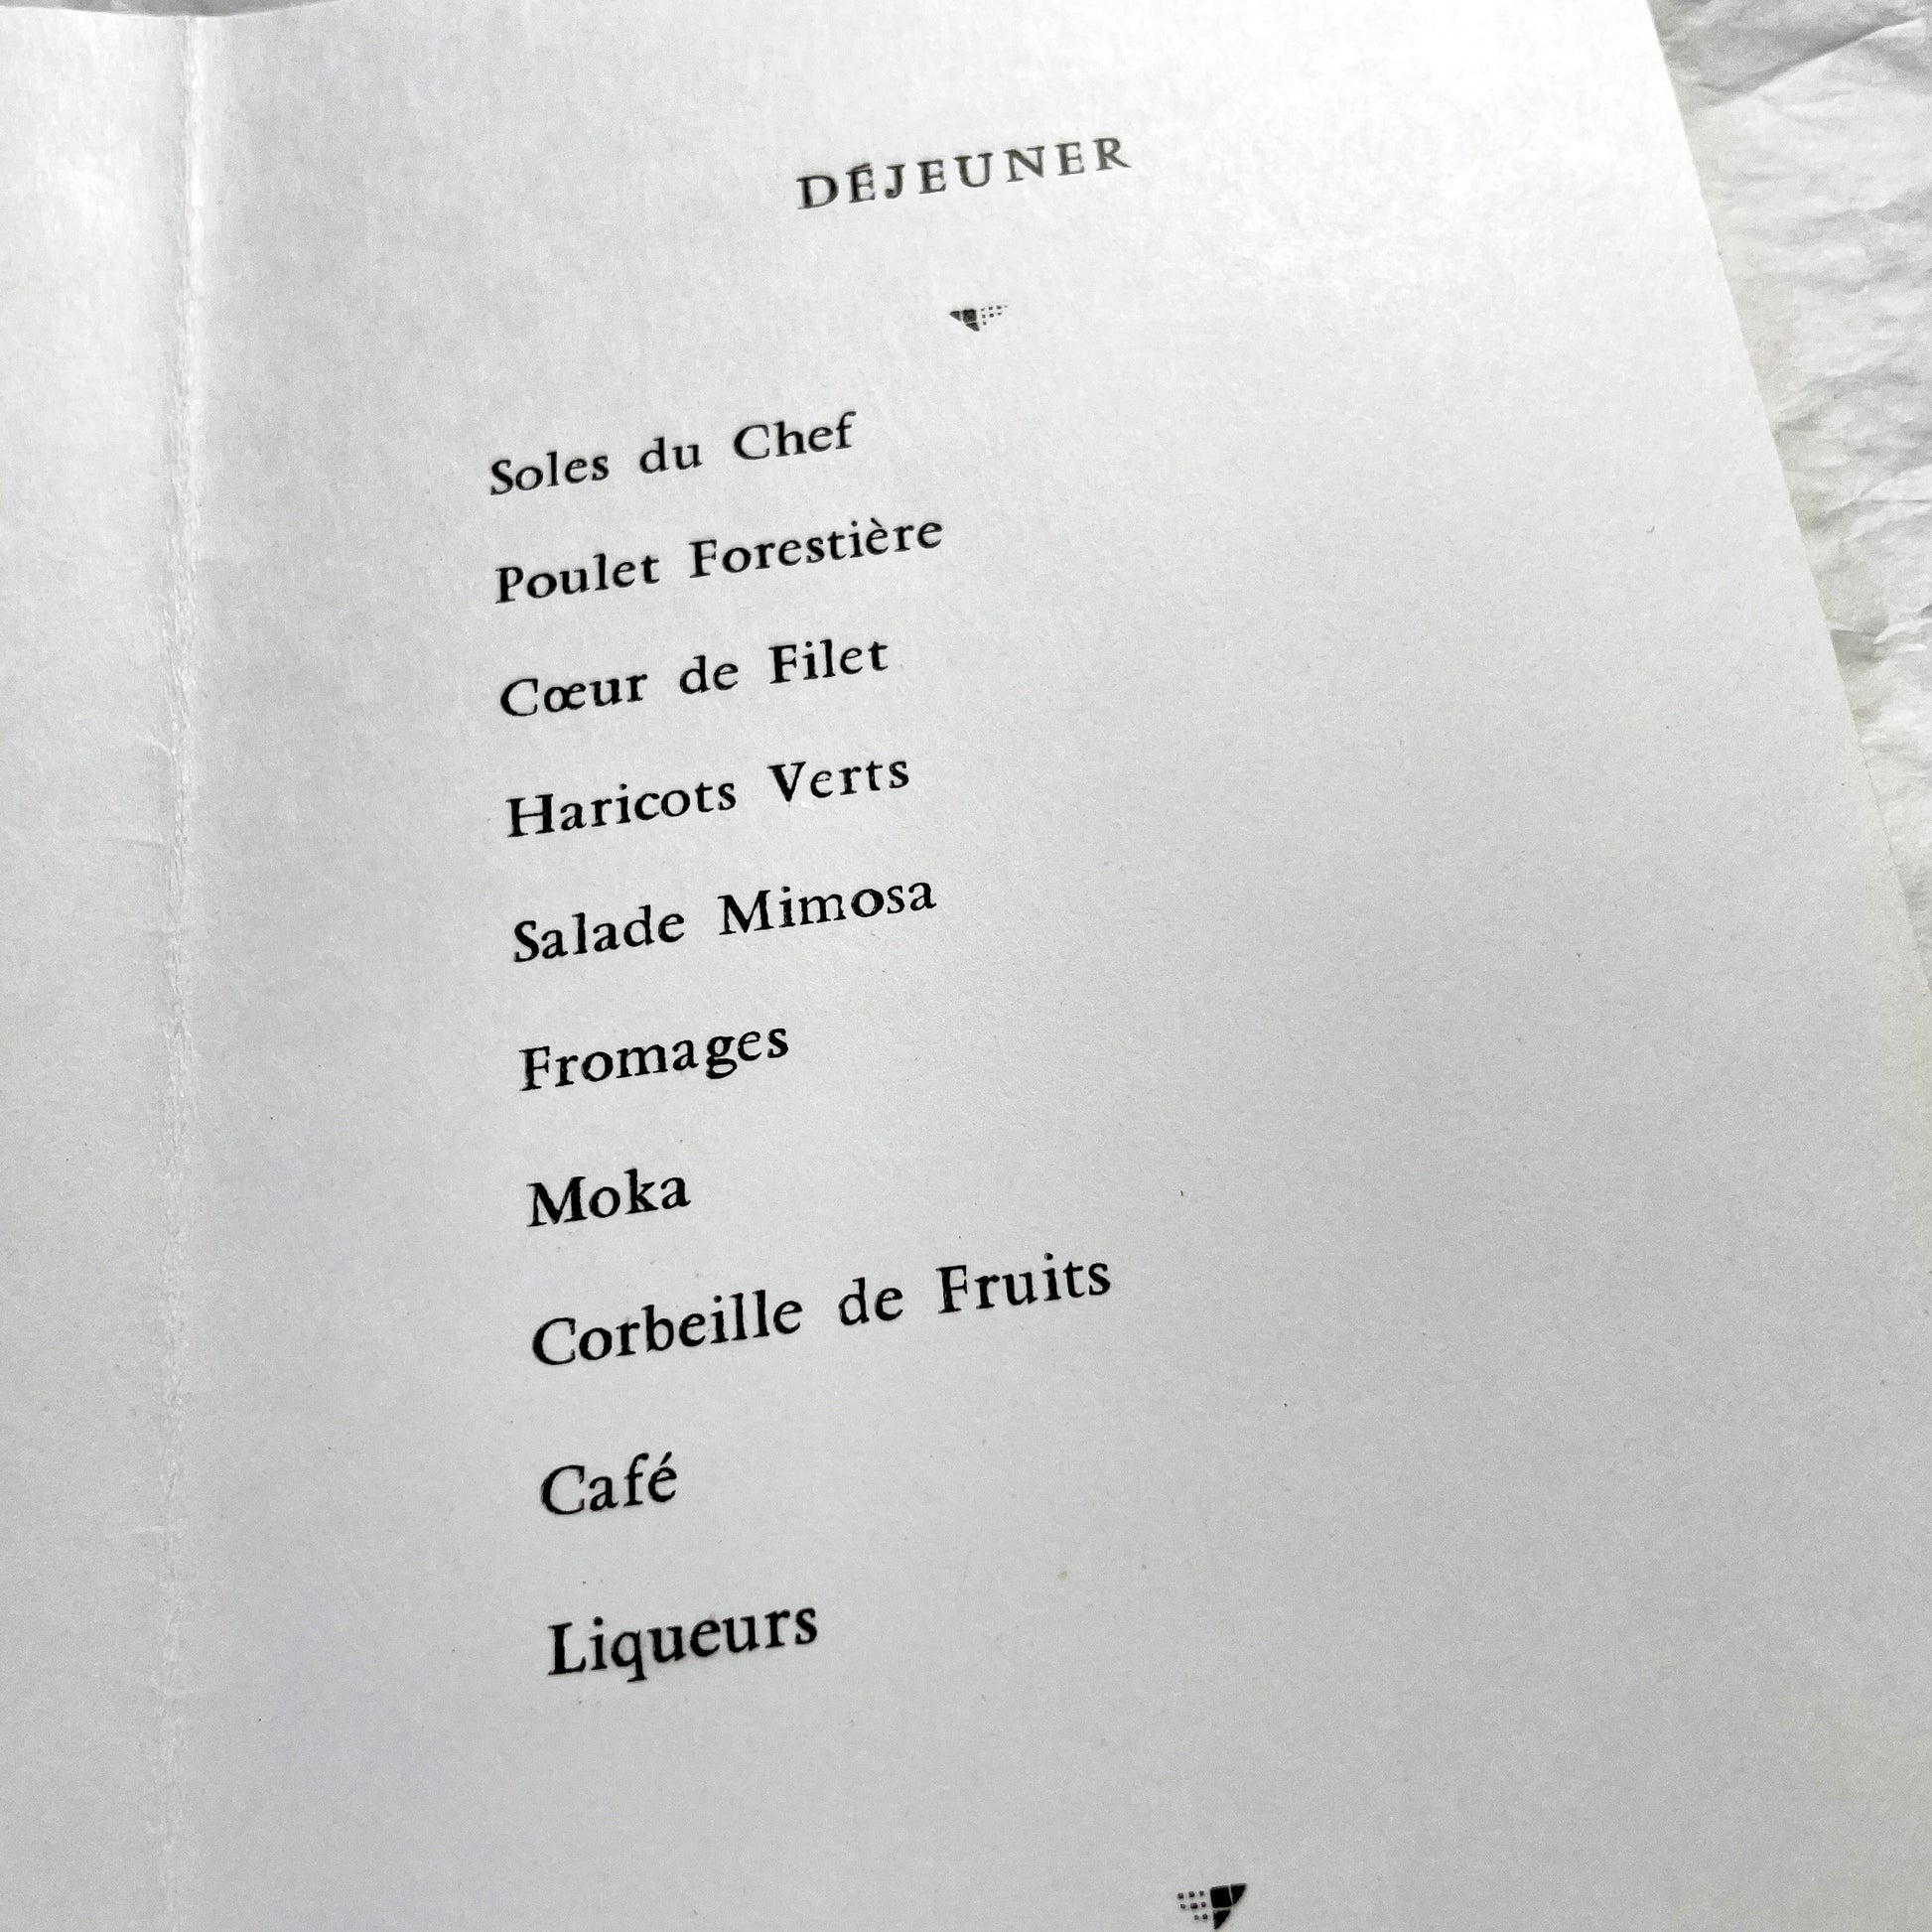 DÉJEUNER
Soles du Chef
Poulet Forestière
Cœur de Filet
Haricots Verts
Salade Mimosa
Fromages
Moka
Corbeille de Fruits
Café
Liqueurs